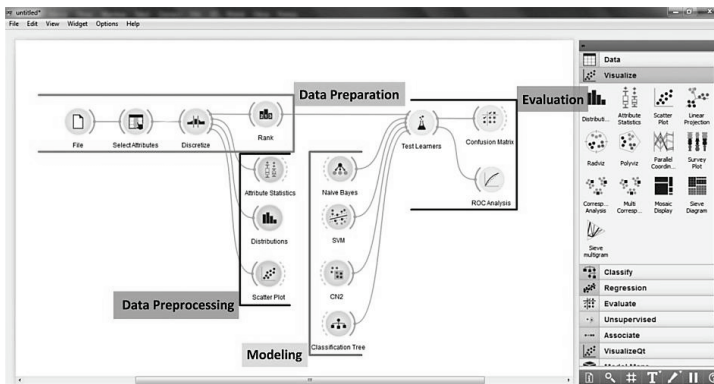 untitled*
File Edit View Widget Options Help
Data Preparation
Evaluation
File
Select Attributes
Discretize
Rank
Test Learners
Confusion Matrix
ROC Analysis
Attribute Statistics
Distributions
Scatter Plot
Data Preprocessing
Naive Bayes
SVM
CN2
Classification Tree
Modeling
Data
Visualize
Distributi...
Attribute
Statistics
Scatter
Plot
Linear
Projection
Radviz
Polyviz
Parallel
Coordin...
Survey
Plot
Corresp...
Analysis
Multi
Corresp...
Mosaic
Display
Sieve
Diagram
Sieve
multigram
Classify
Regression
Evaluate
Unsupervised
Associate
VisualizeQt